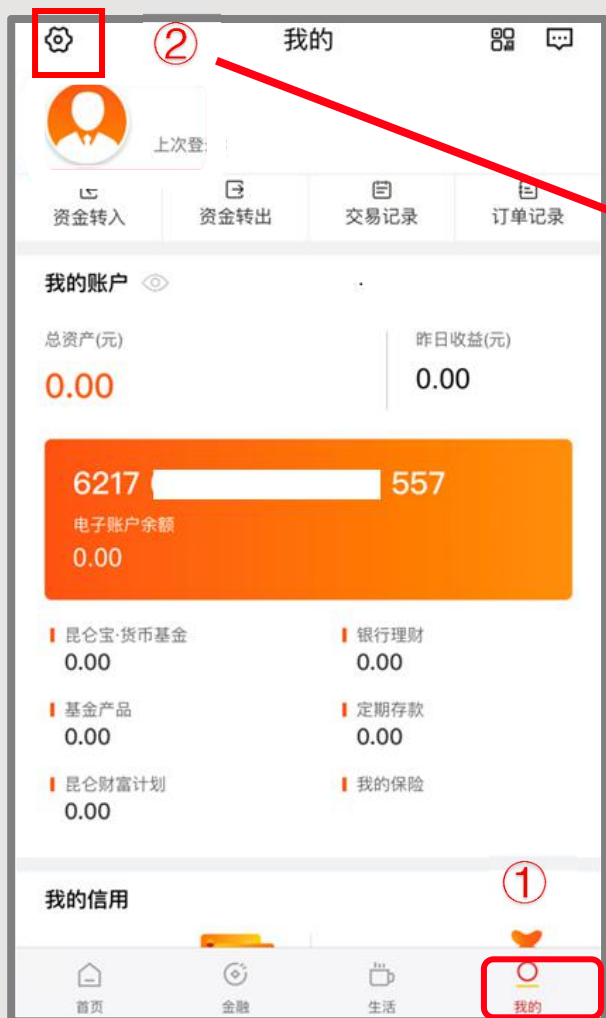 ② 我的
上次登
资金转入 资金转出 交易记录 订单记录
我的账户
总资产(元) 昨日收益(元)
0.00 0.00
6217 557
电子账户余额
0.00
昆仑宝·货币基金 银行理财
0.00 0.00
基金产品 定期存款
0.00 0.00
昆仑财富计划 我的保险
0.00
①
我的信用
首页 金融 生活 我的